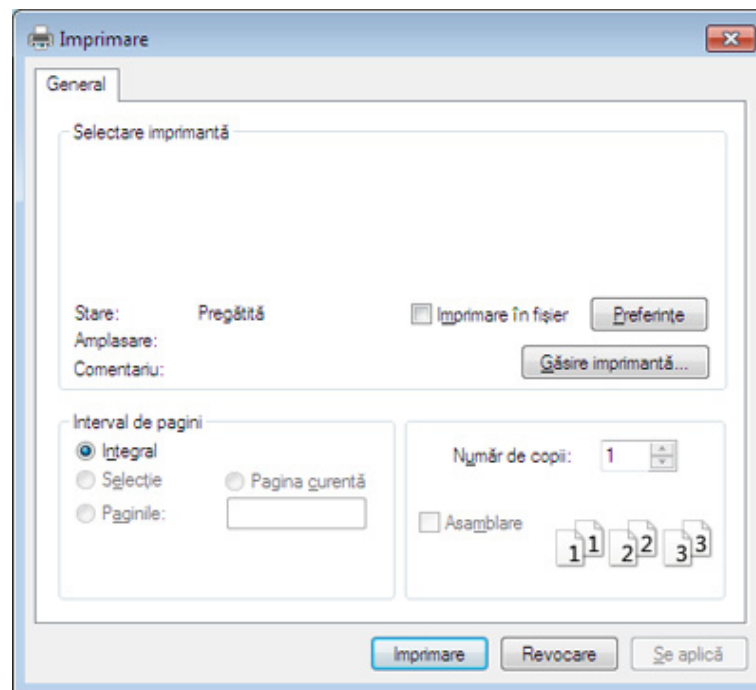 Imprimare
General
Selectare imprimantă
Stare: Pregătită
Imprimare în fișier Preferințe
Amplasare:
Comentariu:
Găsire imprimantă...
Interval de pagini
Integral
Selecție Pagina curentă
Paginile:
Număr de copii: 1
Asamblare
1 1 2 2 3 3
Imprimare Revocare Se aplică